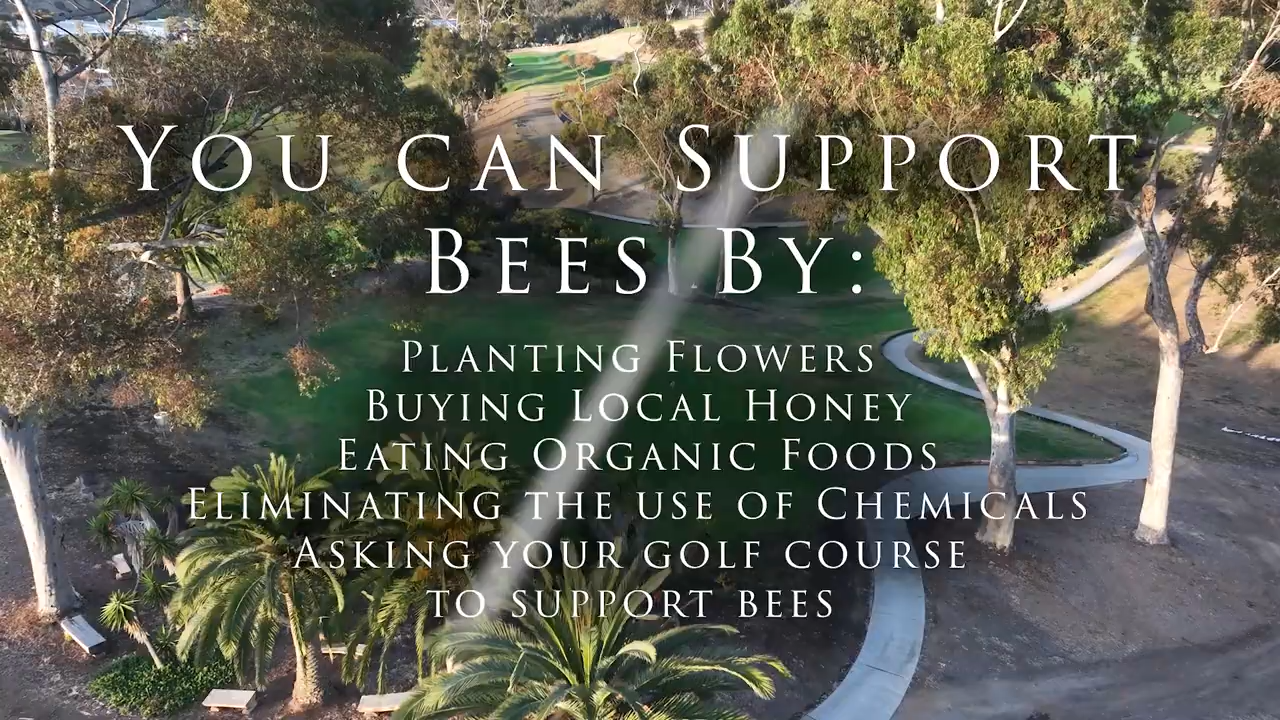 You can Support
Bees By:
Planting Flowers
Buying Local Honey
Eating Organic Foods
Eliminating the use of Chemicals
Asking your golf course
to support bees